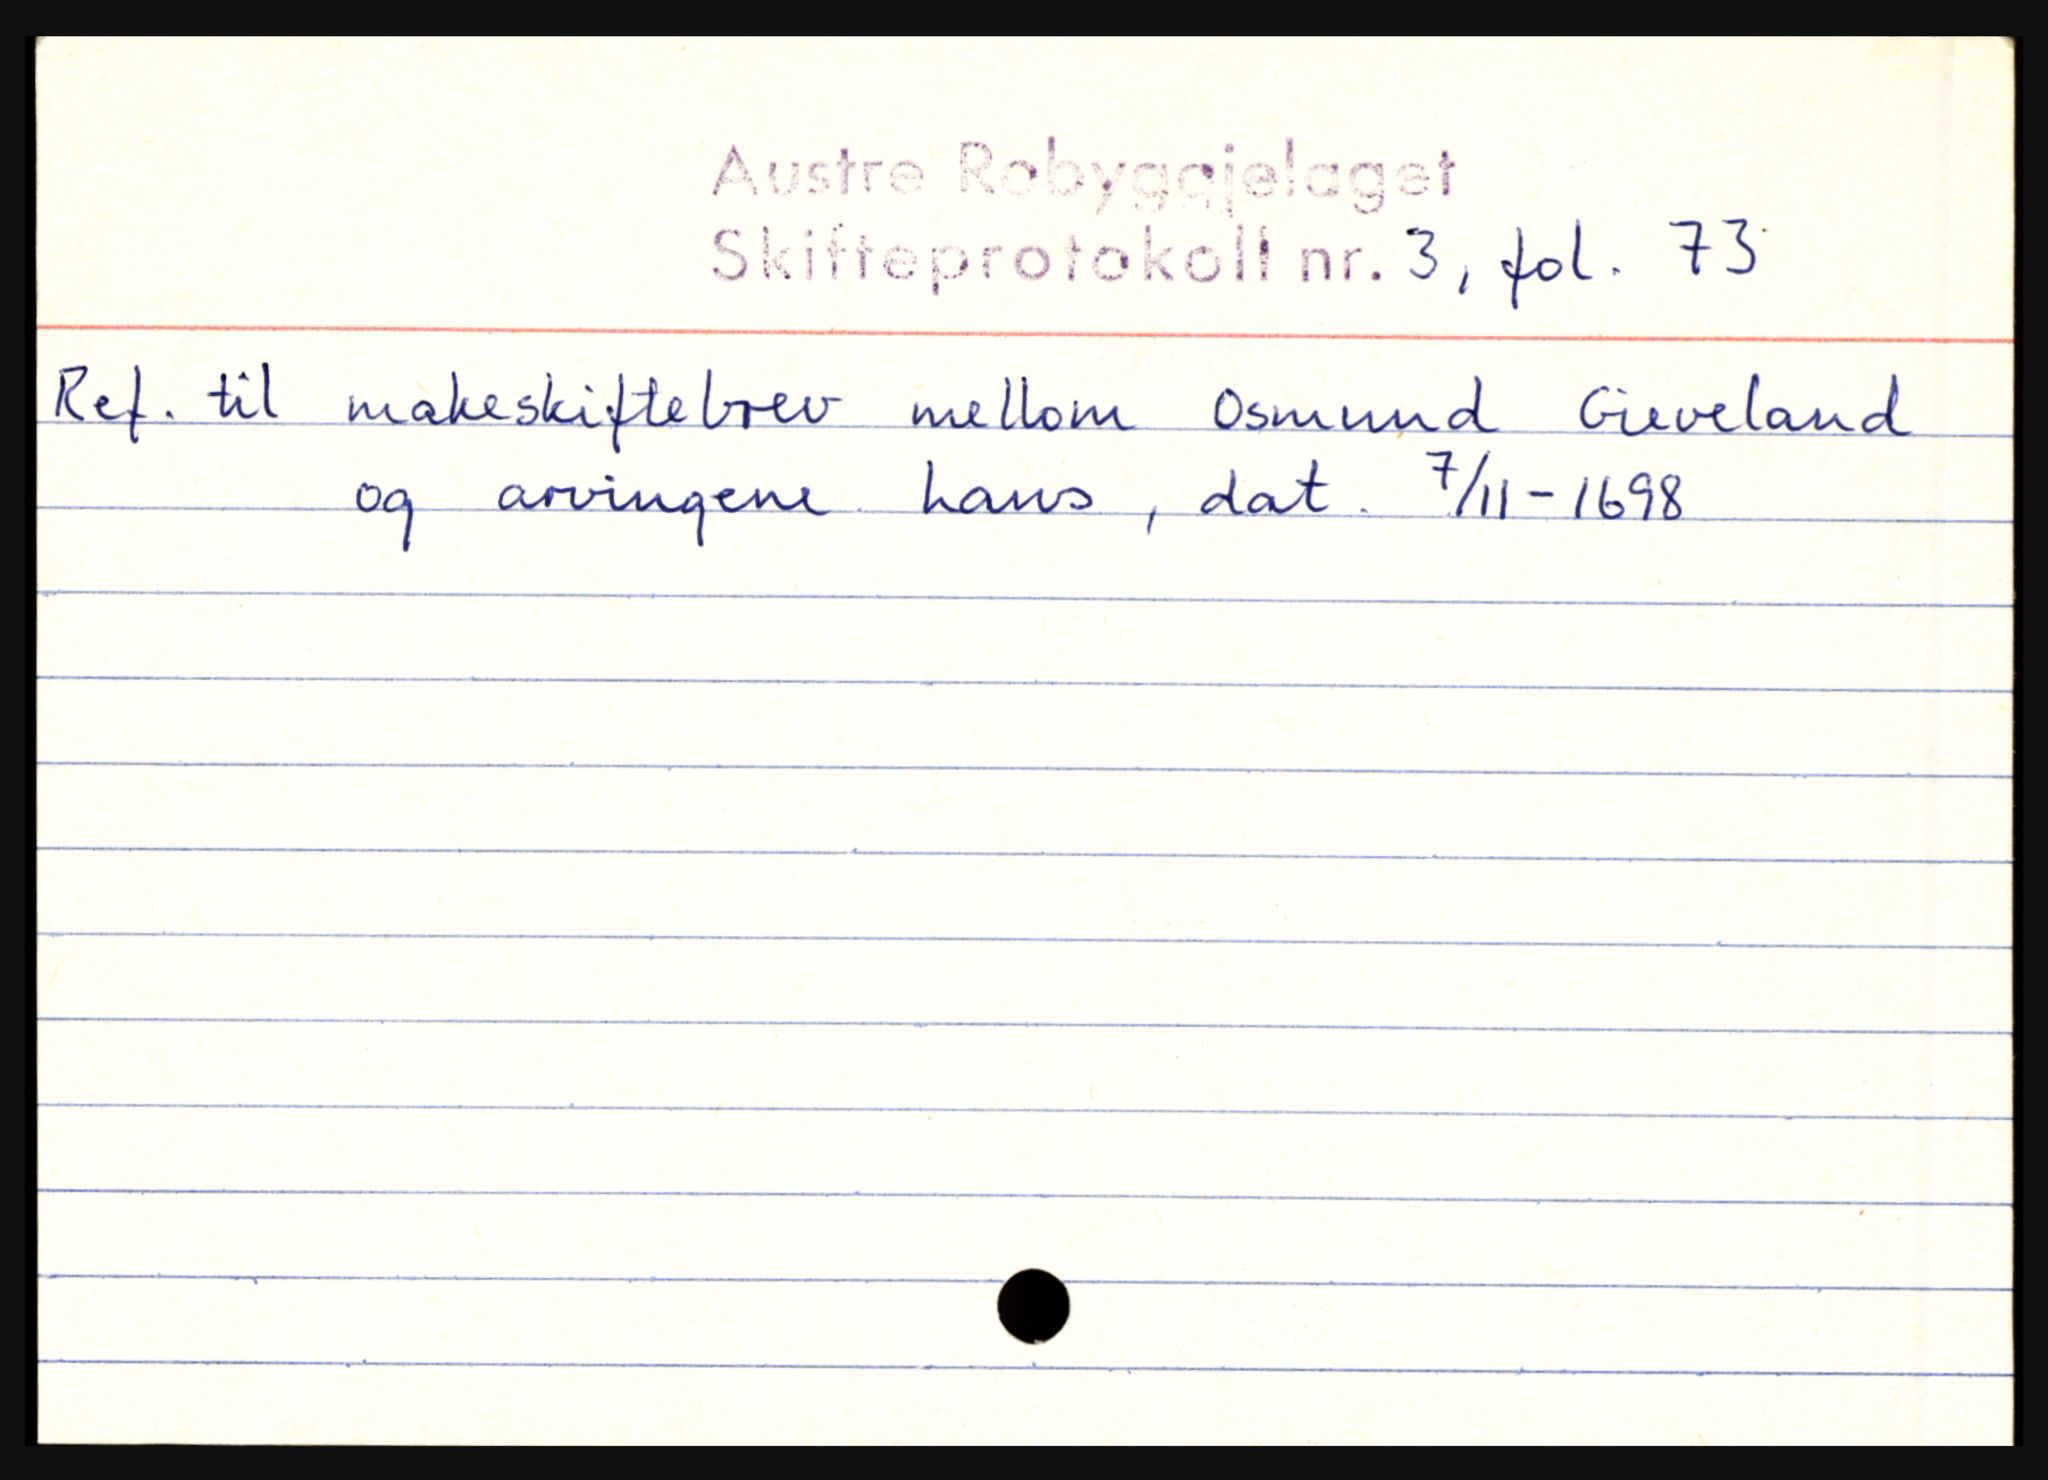 Austre Robyggjelaget
Skifteprotokoll nr. 3, fol. 73
Ref. til makeskiftebrev mellom Osmund Gieveland
og arvingene hans, dat. 7/11-1698